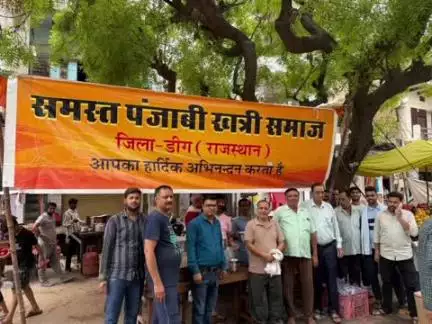 समस्त पंजाबी खत्री समाज
जिला-डीग (राजस्थान)
आपका हार्दिक अभिनन्दन करता है